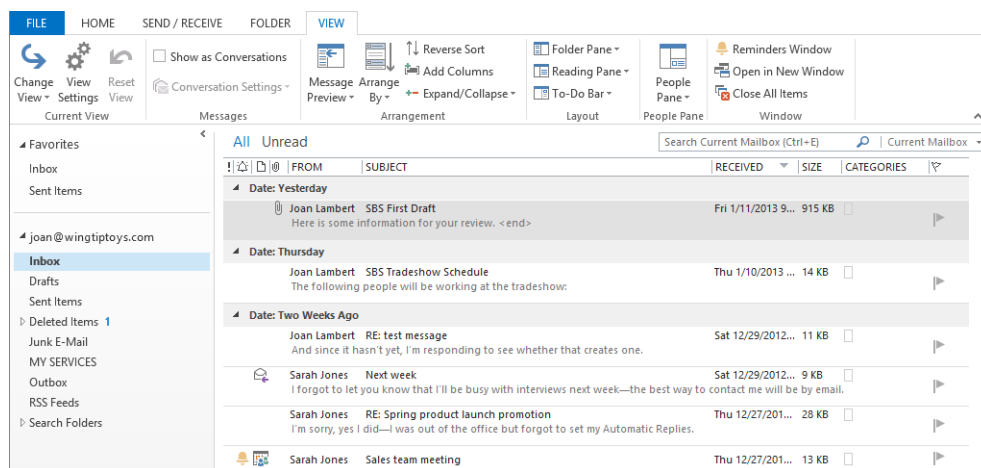 FILE HOME SEND / RECEIVE FOLDER VIEW
Change View
View Settings
Reset View
Current View
Show as Conversations
Conversation Settings
Messages
Message Preview
Arrange By
Reverse Sort
Add Columns
Expand/Collapse
Arrangement
Folder Pane
Reading Pane
To-Do Bar
Layout
People Pane
People Pane
Reminders Window
Open in New Window
Close All Items
Window
Favorites
Inbox
Sent Items
joan@wingtiptoys.com
Inbox
Drafts
Sent Items
Deleted Items 1
Junk E-Mail
MY SERVICES
Outbox
RSS Feeds
Search Folders
All Unread
Search Current Mailbox (Ctrl+E) Current Mailbox
! FROM SUBJECT RECEIVED SIZE CATEGORIES
Date: Yesterday
Joan Lambert SBS First Draft Fri 1/11/2013 9... 915 KB
Here is some information for your review. <end>
Date: Thursday
Joan Lambert SBS Tradeshow Schedule Thu 1/10/2013 ... 14 KB
The following people will be working at the tradeshow:
Date: Two Weeks Ago
Joan Lambert RE: test message Sat 12/29/2012... 11 KB
And since it hasn't yet, I'm responding to see whether that creates one.
Sarah Jones Next week Sat 12/29/2012... 9 KB
I forgot to let you know that I'll be busy with interviews next week—the best way to contact me will be by email.
Sarah Jones RE: Spring product launch promotion Thu 12/27/201... 28 KB
I'm sorry, yes I did—I was out of the office but forgot to set my Automatic Replies.
Sarah Jones Sales team meeting Thu 12/27/201... 13 KB